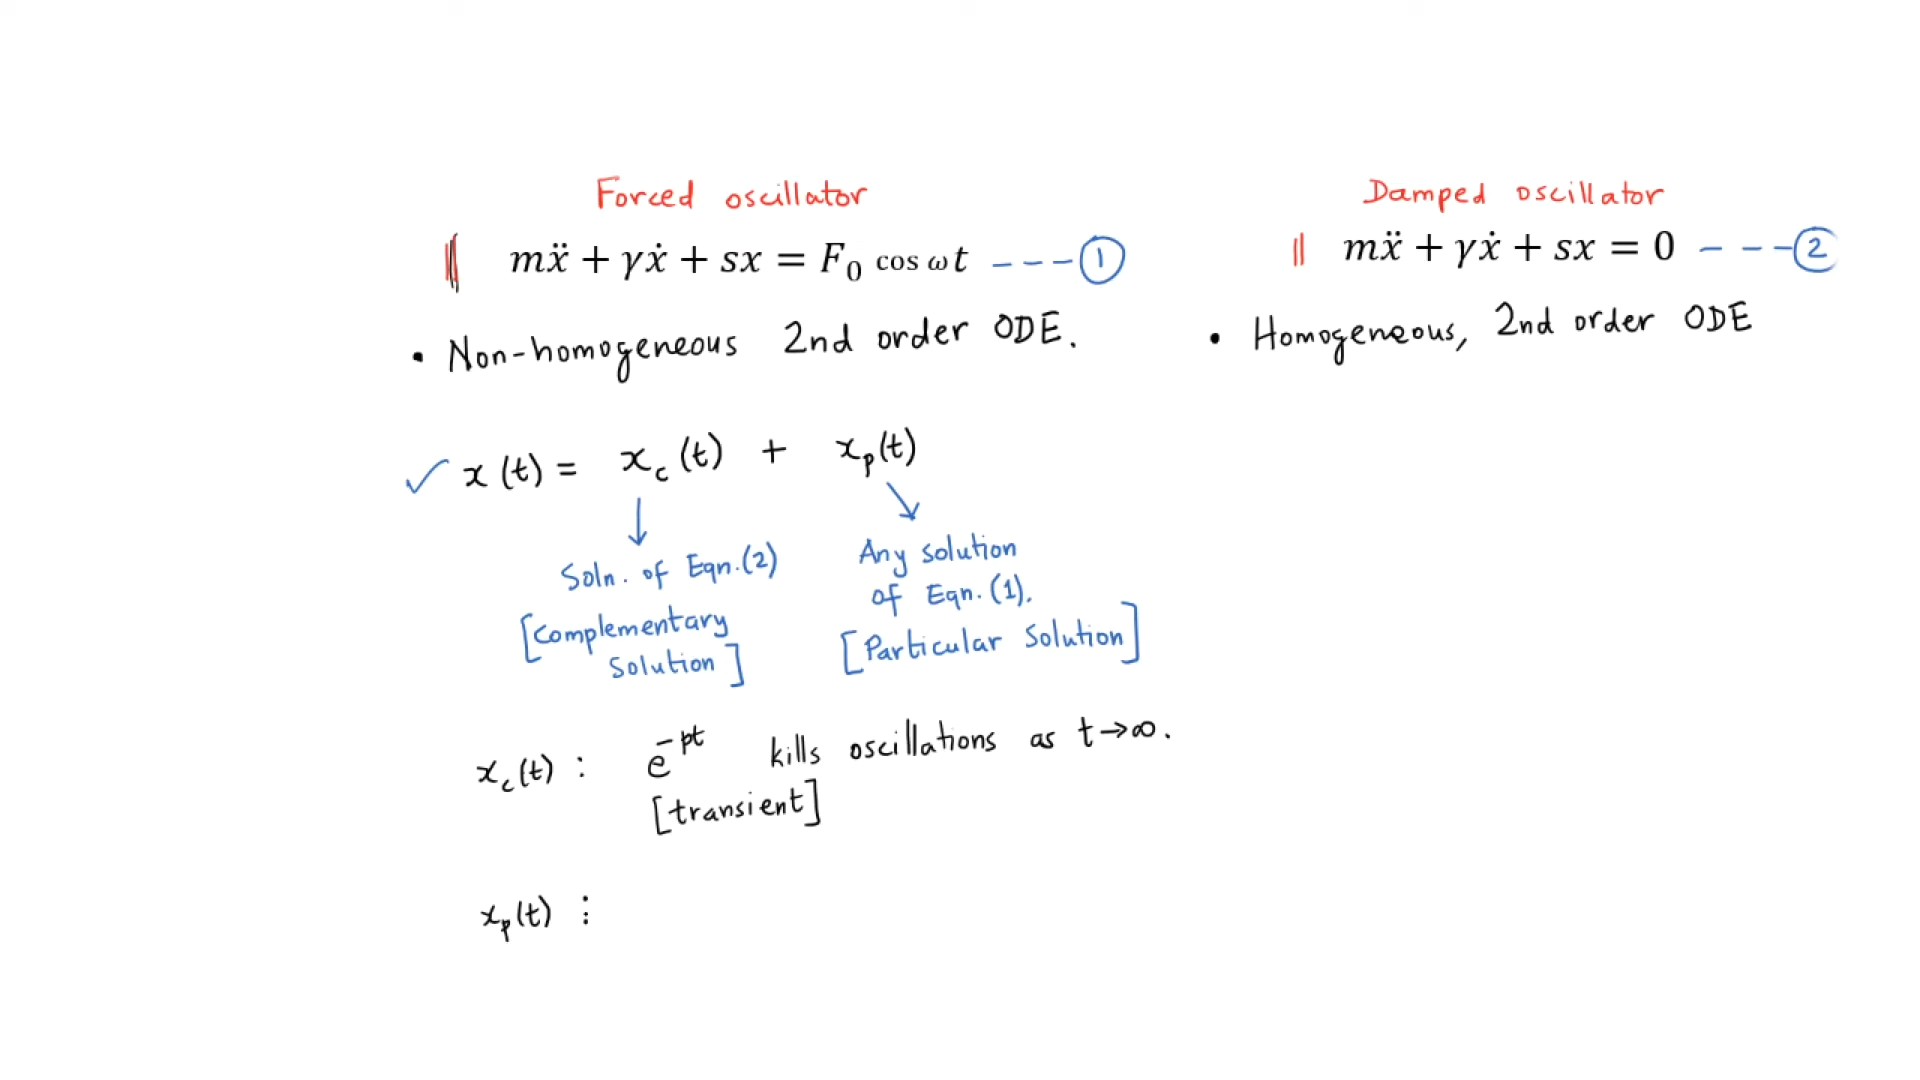 Forced oscillator
mẍ + γẋ + sx = F₀ cos ωt ---①
• Non-homogeneous 2nd order ODE.
Damped oscillator
mẍ + γẋ + sx = 0 ---②
• Homogeneous, 2nd order ODE
✓ x(t) = x_c(t) + x_p(t)
↓ ↘
Soln. of Eqn.(2)
[Complementary
Solution]
Any solution
of Eqn. (1).
[Particular Solution]
x_c(t) : e^{-pt} kills oscillations as t→∞.
[transient]
x_p(t) :